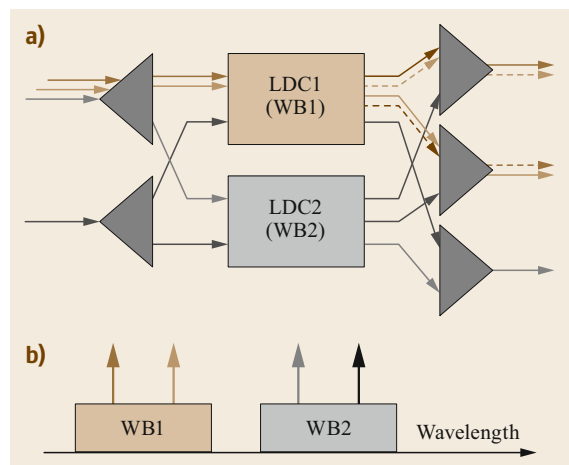 a)
LDC1
(WB1)
LDC2
(WB2)
b)
WB1
WB2
Wavelength